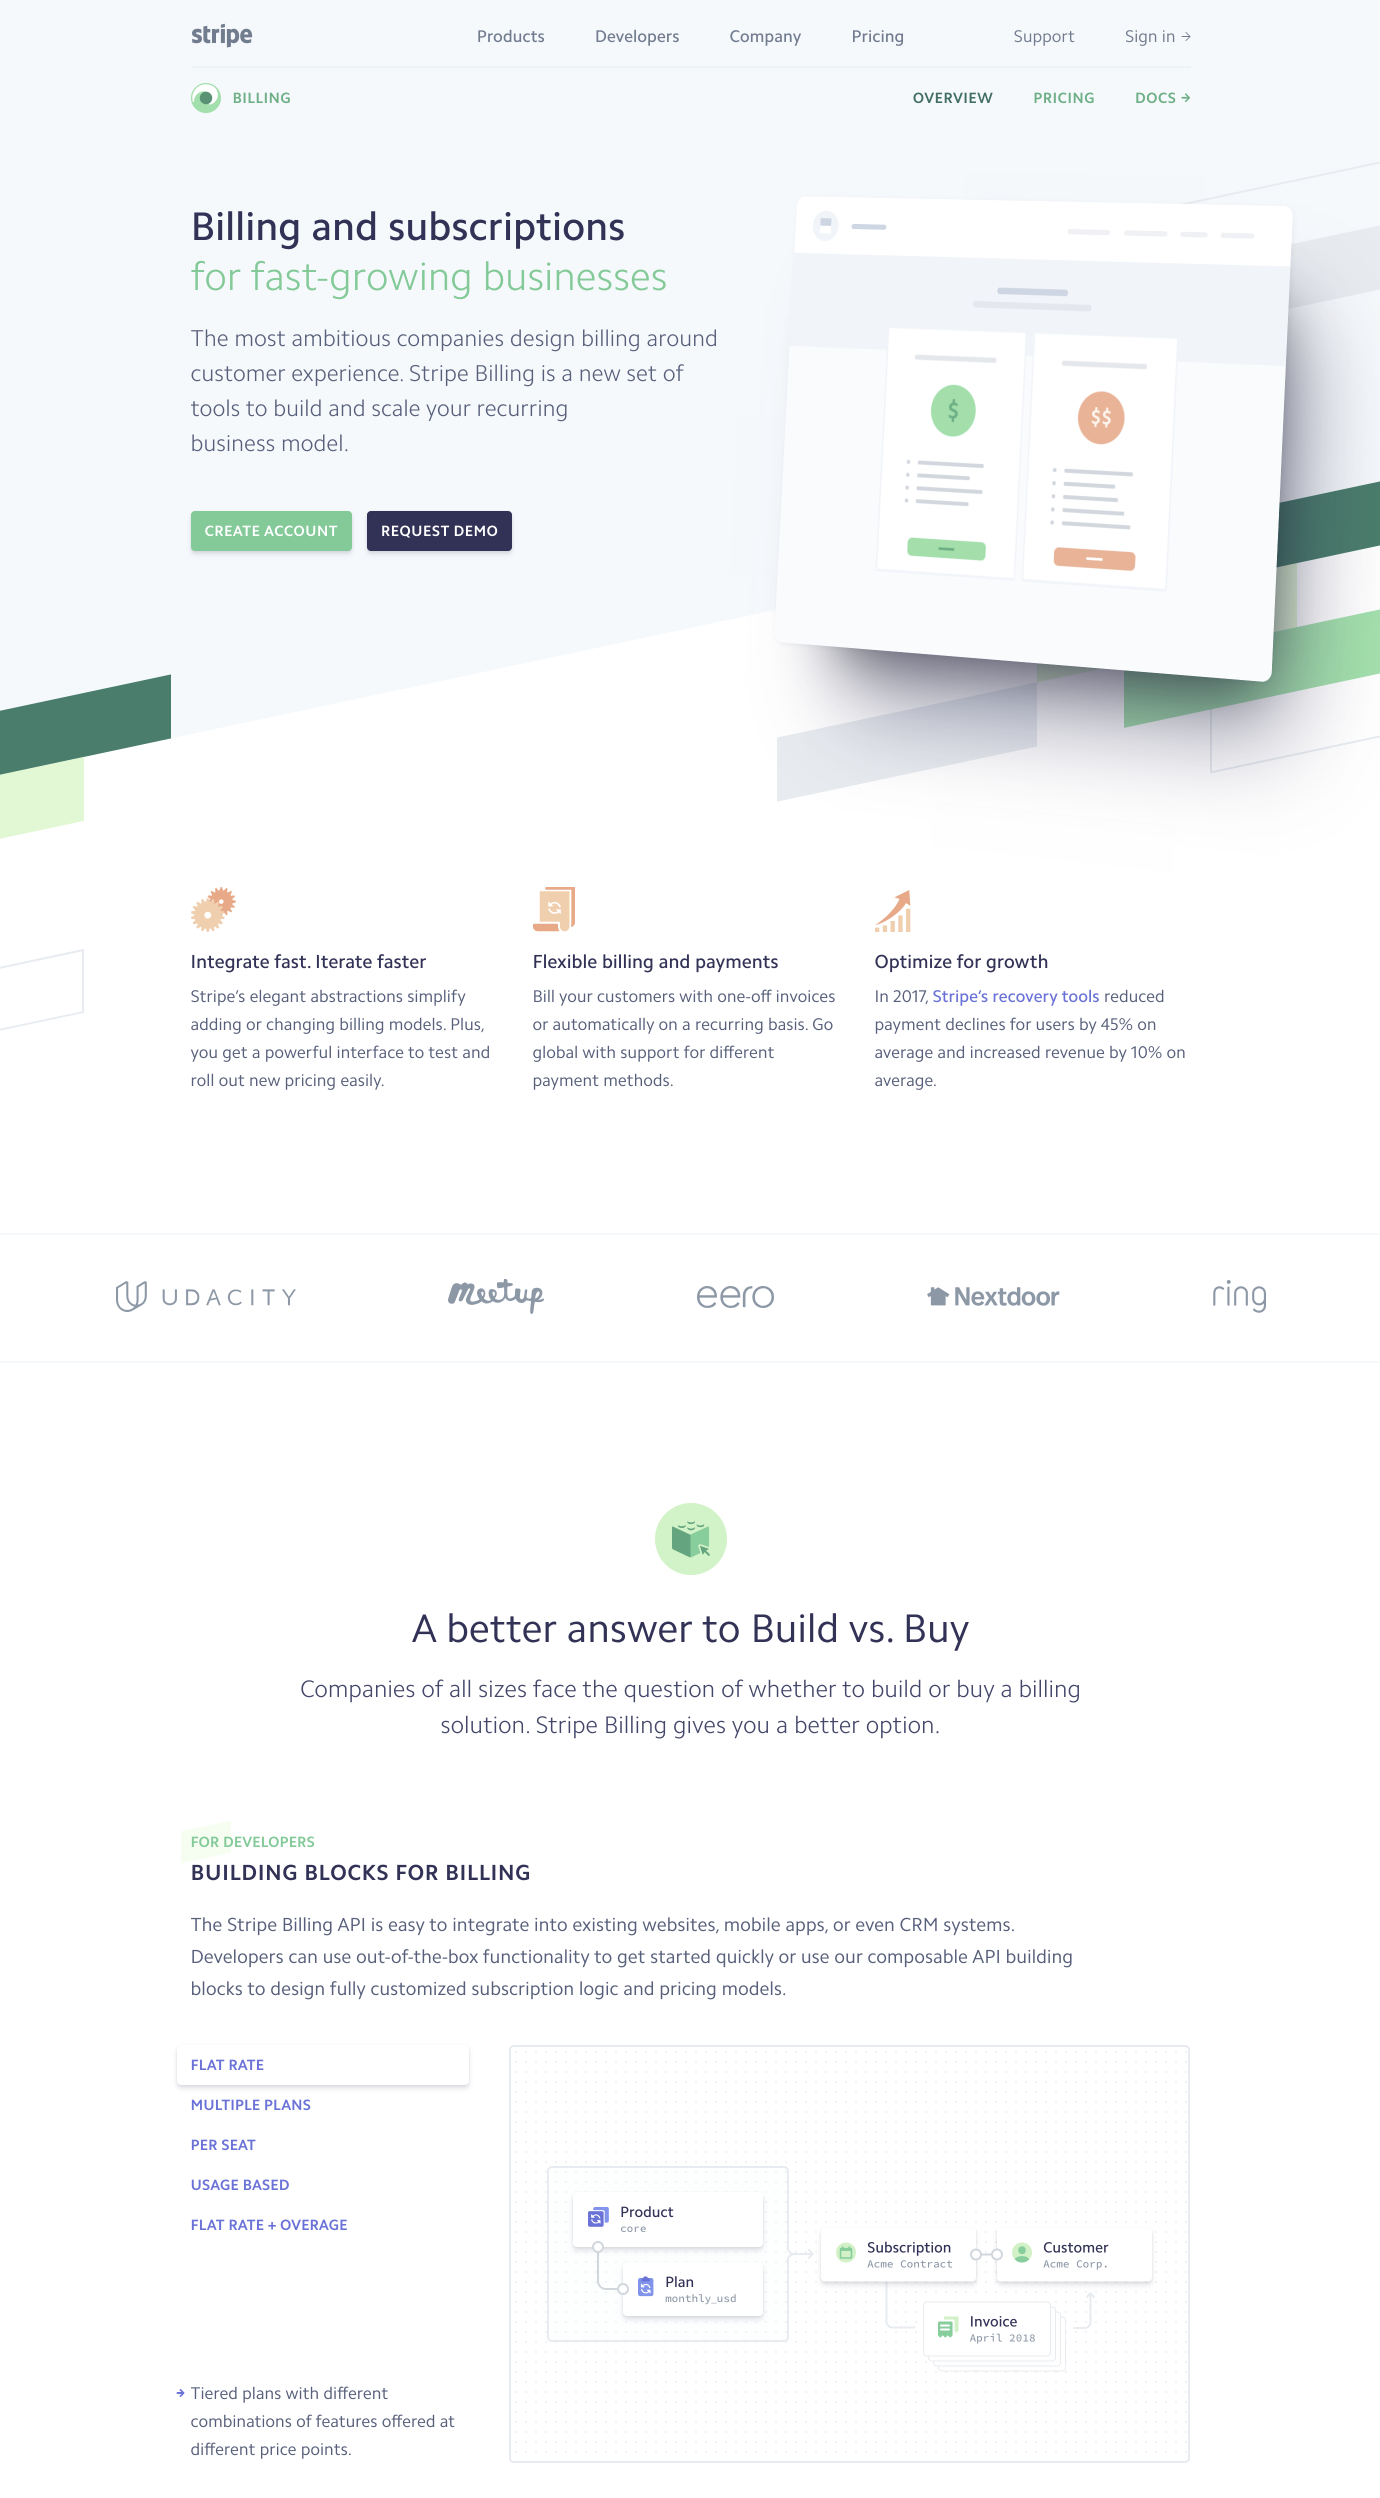 stripe
Products
Developers
Company
Pricing
Support
Sign in →
BILLING
OVERVIEW
PRICING
DOCS →
Billing and subscriptions
for fast-growing businesses
The most ambitious companies design billing around
customer experience. Stripe Billing is a new set of
tools to build and scale your recurring
business model.
CREATE ACCOUNT
REQUEST DEMO
$
$$
Integrate fast. Iterate faster
Stripe’s elegant abstractions simplify
adding or changing billing models. Plus,
you get a powerful interface to test and
roll out new pricing easily.
Flexible billing and payments
Bill your customers with one-off invoices
or automatically on a recurring basis. Go
global with support for different
payment methods.
Optimize for growth
In 2017, Stripe’s recovery tools reduced
payment declines for users by 45% on
average and increased revenue by 10% on
average.
UDACITY
meetup
eero
Nextdoor
ring
A better answer to Build vs. Buy
Companies of all sizes face the question of whether to build or buy a billing
solution. Stripe Billing gives you a better option.
FOR DEVELOPERS
BUILDING BLOCKS FOR BILLING
The Stripe Billing API is easy to integrate into existing websites, mobile apps, or even CRM systems.
Developers can use out-of-the-box functionality to get started quickly or use our composable API building
blocks to design fully customized subscription logic and pricing models.
FLAT RATE
MULTIPLE PLANS
PER SEAT
USAGE BASED
FLAT RATE + OVERAGE
→ Tiered plans with different
combinations of features offered at
different price points.
Product
core
Plan
monthly_usd
Subscription
Acme Contract
Customer
Acme Corp.
Invoice
April 2018